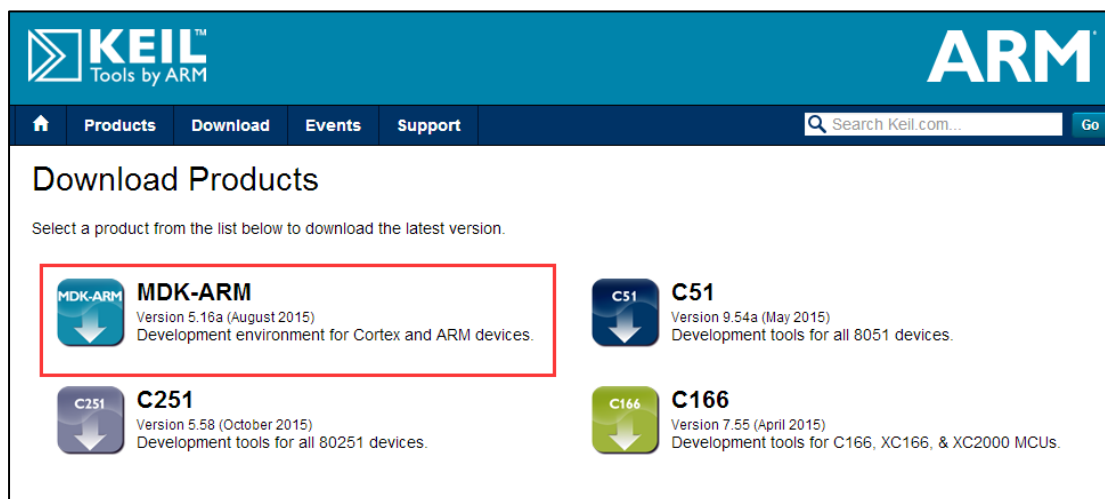 KEIL™
Tools by ARM
ARM
Products Download Events Support
Search Keil.com... Go
Download Products
Select a product from the list below to download the latest version.
MDK-ARM
MDK-ARM
Version 5.16a (August 2015)
Development environment for Cortex and ARM devices.
C51
C51
Version 9.54a (May 2015)
Development tools for all 8051 devices.
C251
C251
Version 5.58 (October 2015)
Development tools for all 80251 devices.
C166
C166
Version 7.55 (April 2015)
Development tools for C166, XC166, & XC2000 MCUs.